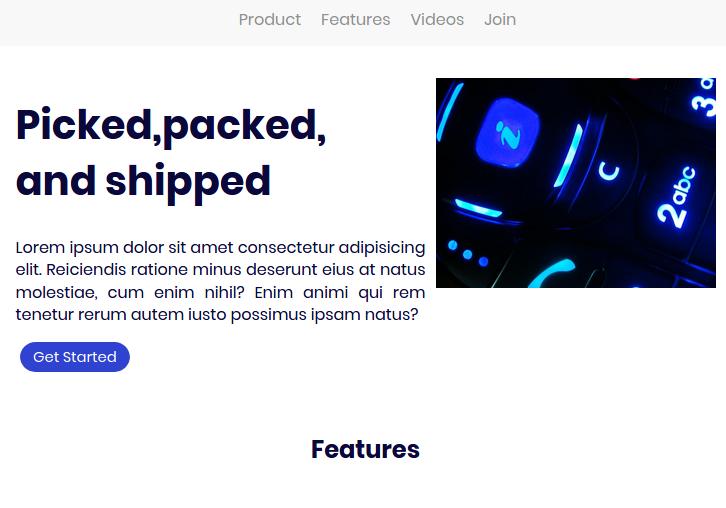 Product Features Videos Join
Picked,packed,
and shipped
Lorem ipsum dolor sit amet consectetur adipisicing
elit. Reiciendis ratione minus deserunt eius at natus
molestiae, cum enim nihil? Enim animi qui rem
tenetur rerum autem iusto possimus ipsam natus?
Get Started
i
C
3
2abc
Features